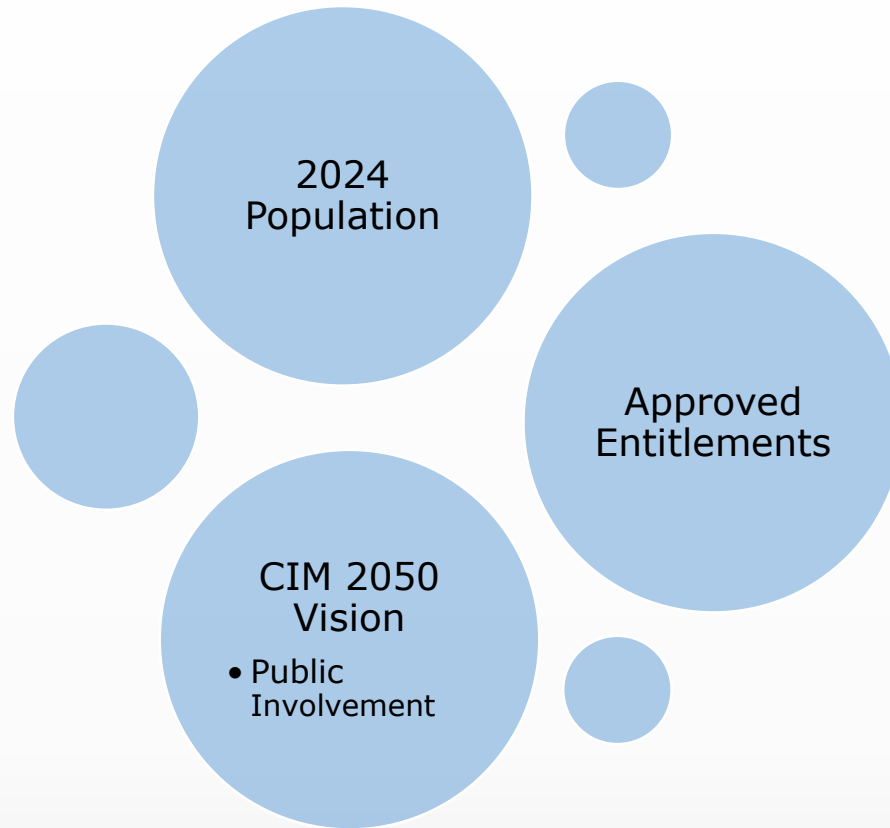 2024
Population
Approved
Entitlements
CIM 2050
Vision
• Public
Involvement